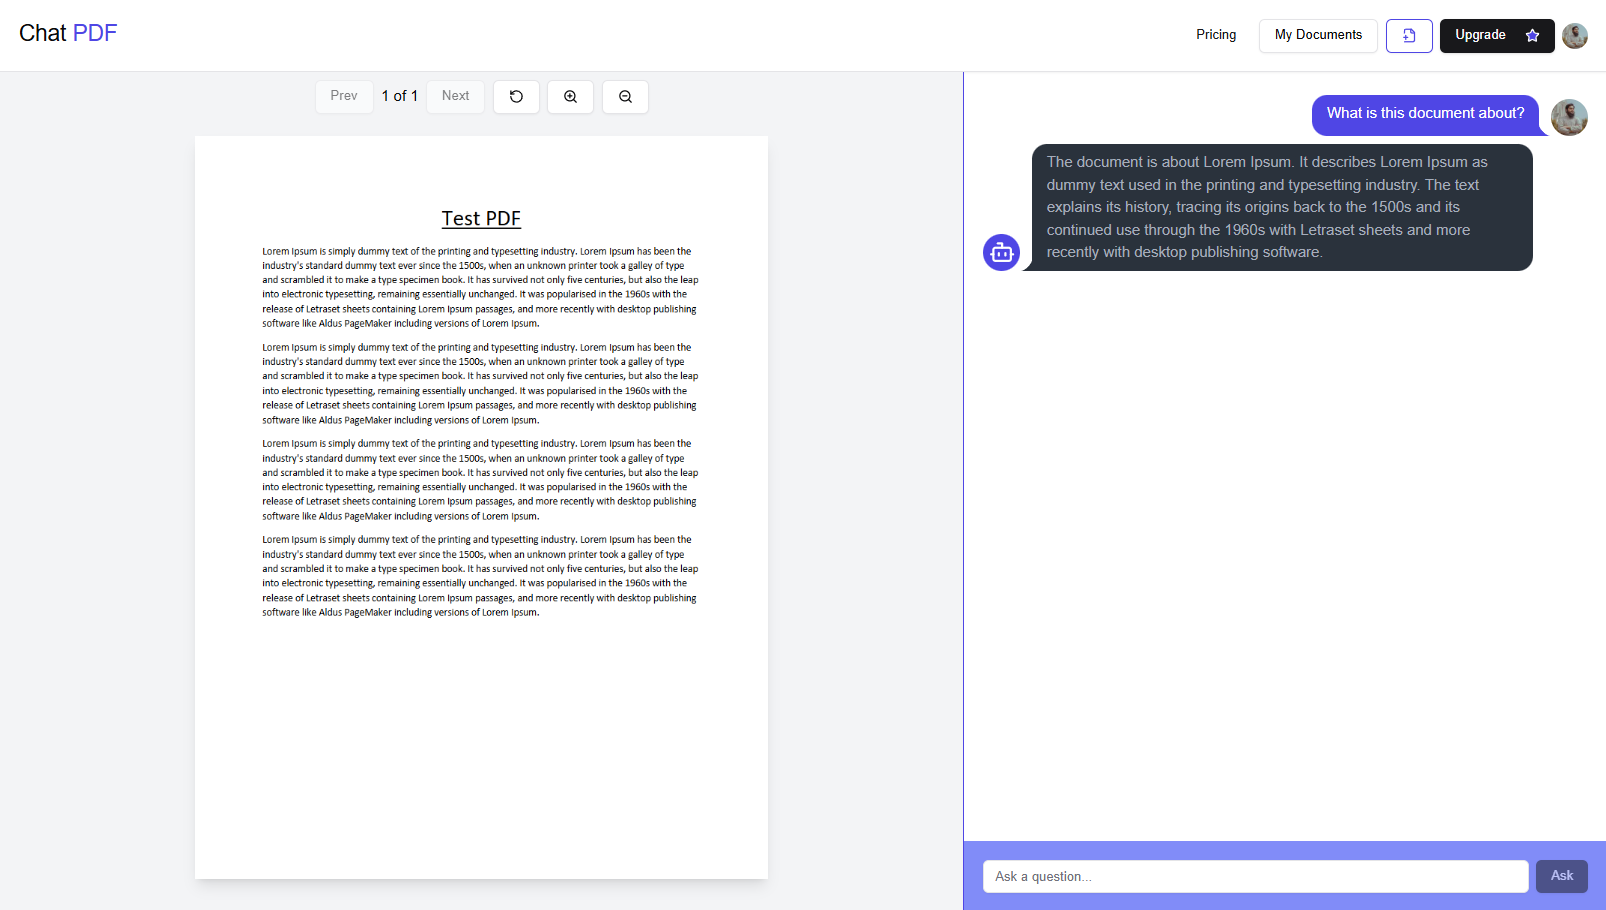 Chat PDF
Pricing
My Documents
Upgrade
Prev
1 of 1
Next
Test PDF
Lorem Ipsum is simply dummy text of the printing and typesetting industry. Lorem Ipsum has been the
industry's standard dummy text ever since the 1500s, when an unknown printer took a galley of type
and scrambled it to make a type specimen book. It has survived not only five centuries, but also the leap
into electronic typesetting, remaining essentially unchanged. It was popularised in the 1960s with the
release of Letraset sheets containing Lorem Ipsum passages, and more recently with desktop publishing
software like Aldus PageMaker including versions of Lorem Ipsum.
Lorem Ipsum is simply dummy text of the printing and typesetting industry. Lorem Ipsum has been the
industry's standard dummy text ever since the 1500s, when an unknown printer took a galley of type
and scrambled it to make a type specimen book. It has survived not only five centuries, but also the leap
into electronic typesetting, remaining essentially unchanged. It was popularised in the 1960s with the
release of Letraset sheets containing Lorem Ipsum passages, and more recently with desktop publishing
software like Aldus PageMaker including versions of Lorem Ipsum.
Lorem Ipsum is simply dummy text of the printing and typesetting industry. Lorem Ipsum has been the
industry's standard dummy text ever since the 1500s, when an unknown printer took a galley of type
and scrambled it to make a type specimen book. It has survived not only five centuries, but also the leap
into electronic typesetting, remaining essentially unchanged. It was popularised in the 1960s with the
release of Letraset sheets containing Lorem Ipsum passages, and more recently with desktop publishing
software like Aldus PageMaker including versions of Lorem Ipsum.
Lorem Ipsum is simply dummy text of the printing and typesetting industry. Lorem Ipsum has been the
industry's standard dummy text ever since the 1500s, when an unknown printer took a galley of type
and scrambled it to make a type specimen book. It has survived not only five centuries, but also the leap
into electronic typesetting, remaining essentially unchanged. It was popularised in the 1960s with the
release of Letraset sheets containing Lorem Ipsum passages, and more recently with desktop publishing
software like Aldus PageMaker including versions of Lorem Ipsum.
What is this document about?
The document is about Lorem Ipsum. It describes Lorem Ipsum as
dummy text used in the printing and typesetting industry. The text
explains its history, tracing its origins back to the 1500s and its
continued use through the 1960s with Letraset sheets and more
recently with desktop publishing software.
Ask a question...
Ask